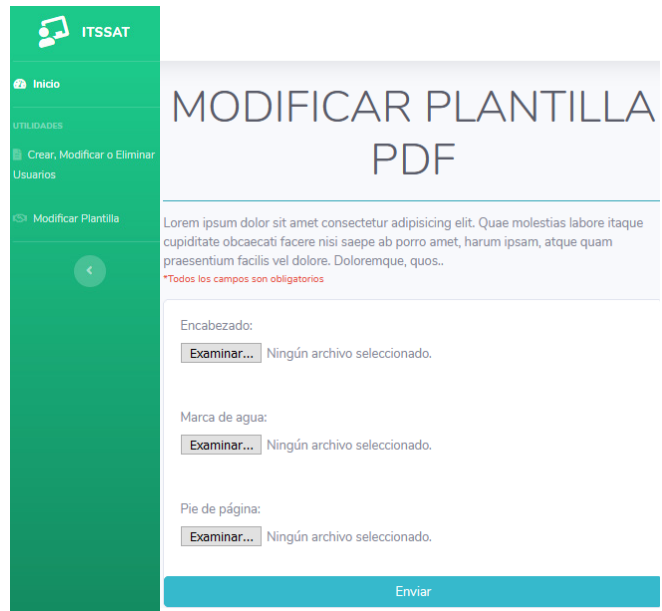 ITSSAT
Inicio
UTILIDADES
Crear, Modificar o Eliminar
Usuarios
Modificar Plantilla
MODIFICAR PLANTILLA
PDF
Lorem ipsum dolor sit amet consectetur adipisicing elit. Quae molestias labore itaque
cupiditate obcaecati facere nisi saepe ab porro amet, harum ipsam, atque quam
praesentium facilis vel dolore. Doloremque, quos..
*Todos los campos son obligatorios
Encabezado:
Examinar... Ningún archivo seleccionado.
Marca de agua:
Examinar... Ningún archivo seleccionado.
Pie de página:
Examinar... Ningún archivo seleccionado.
Enviar